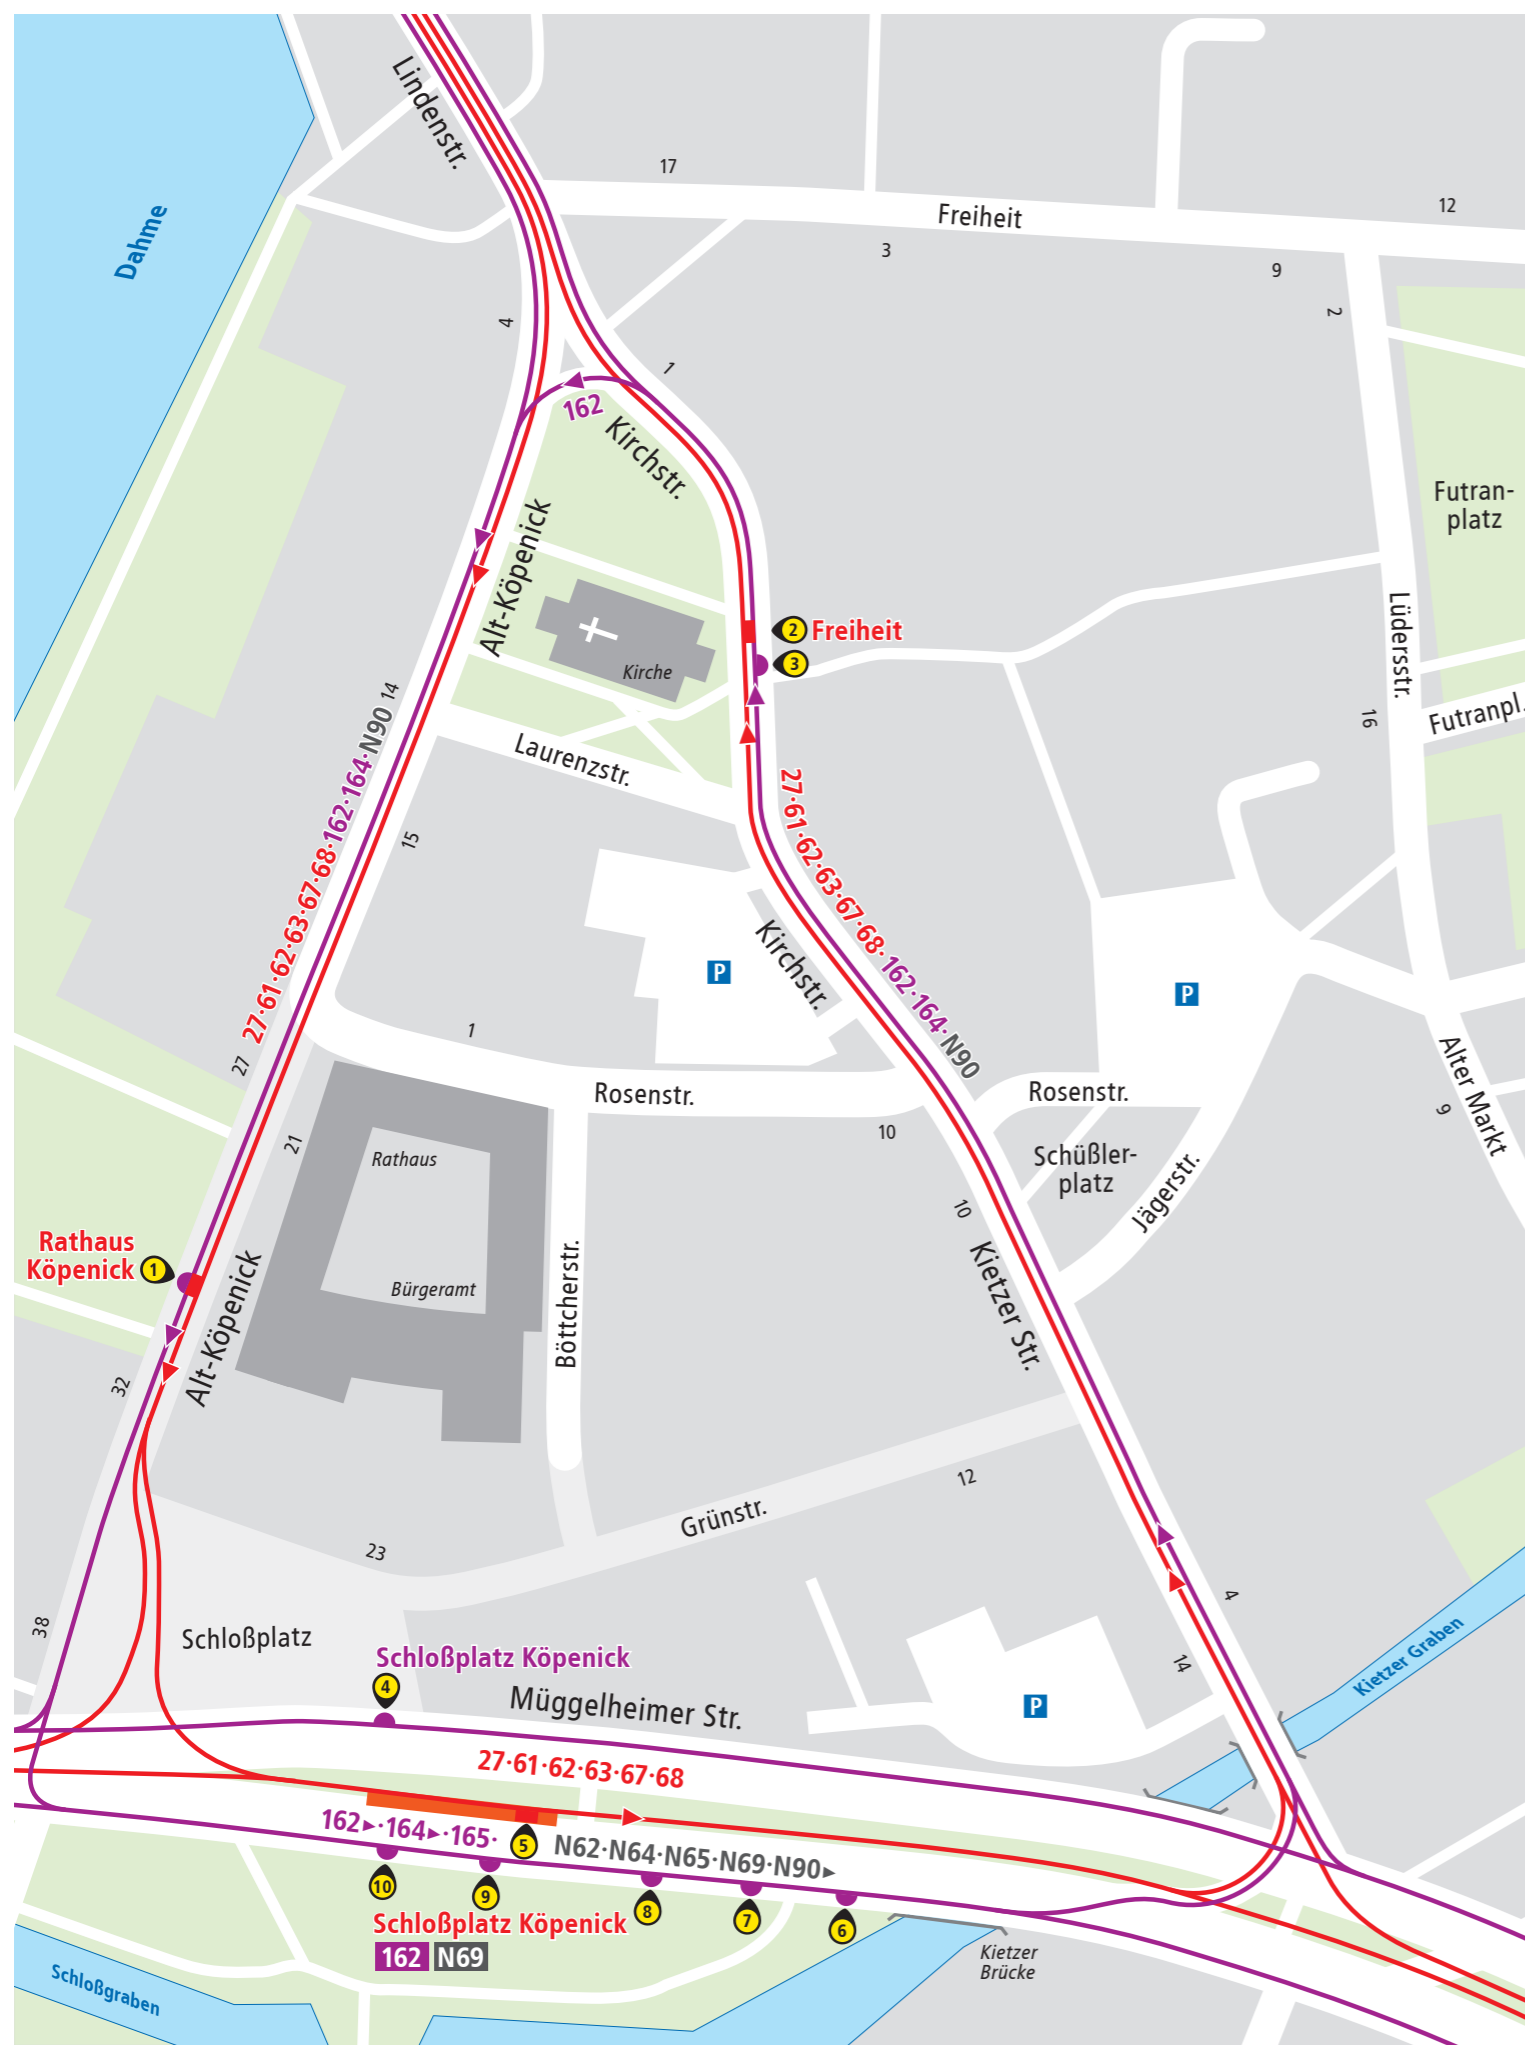 Lindenstr.
17
Freiheit
12
3
9
Dahme
4
2
1
162
Kirchstr.
Futran-
platz
Alt-Köpenick
Lüdersstr.
2
Freiheit
3
Kirche
14
16
Futranpl.
Laurenzstr.
27·61·62·63·67·68·162·164·N90
27·61·62·63·67·68·162·164·N90
15
Kirchstr.
P
P
27
1
Rosenstr.
Rosenstr.
Alter Markt
9
10
21
Rathaus
Schüßler-
platz
Jägerstr.
10
Rathaus
Köpenick
1
Kietzer Str.
Bürgeramt
Böttcherstr.
Alt-Köpenick
32
12
Grünstr.
23
4
38
Schloßplatz
Schloßplatz Köpenick
4
14
Kietzer Graben
Müggelheimer Str.
P
27·61·62·63·67·68
162▸·164▸·165·
5
N62·N64·N65·N69·N90▸
10
9
8
7
6
Schloßplatz Köpenick
162 N69
Kietzer
Brücke
Schloßgraben